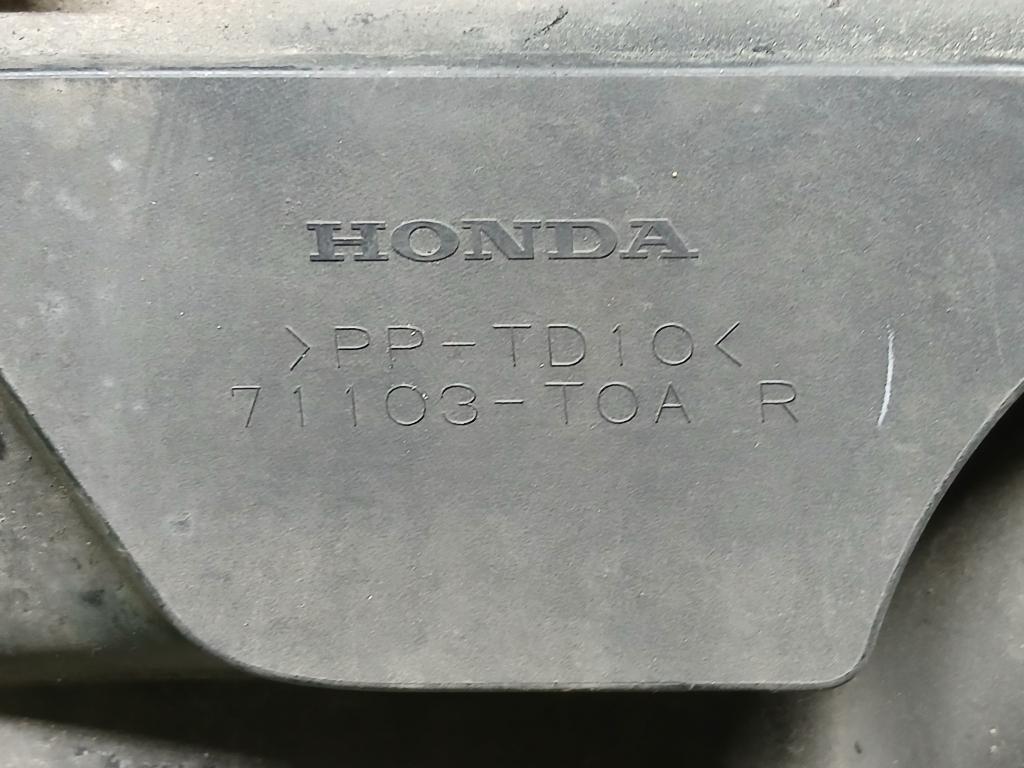 HONDA
>PP-TD10<
71103-T0A R